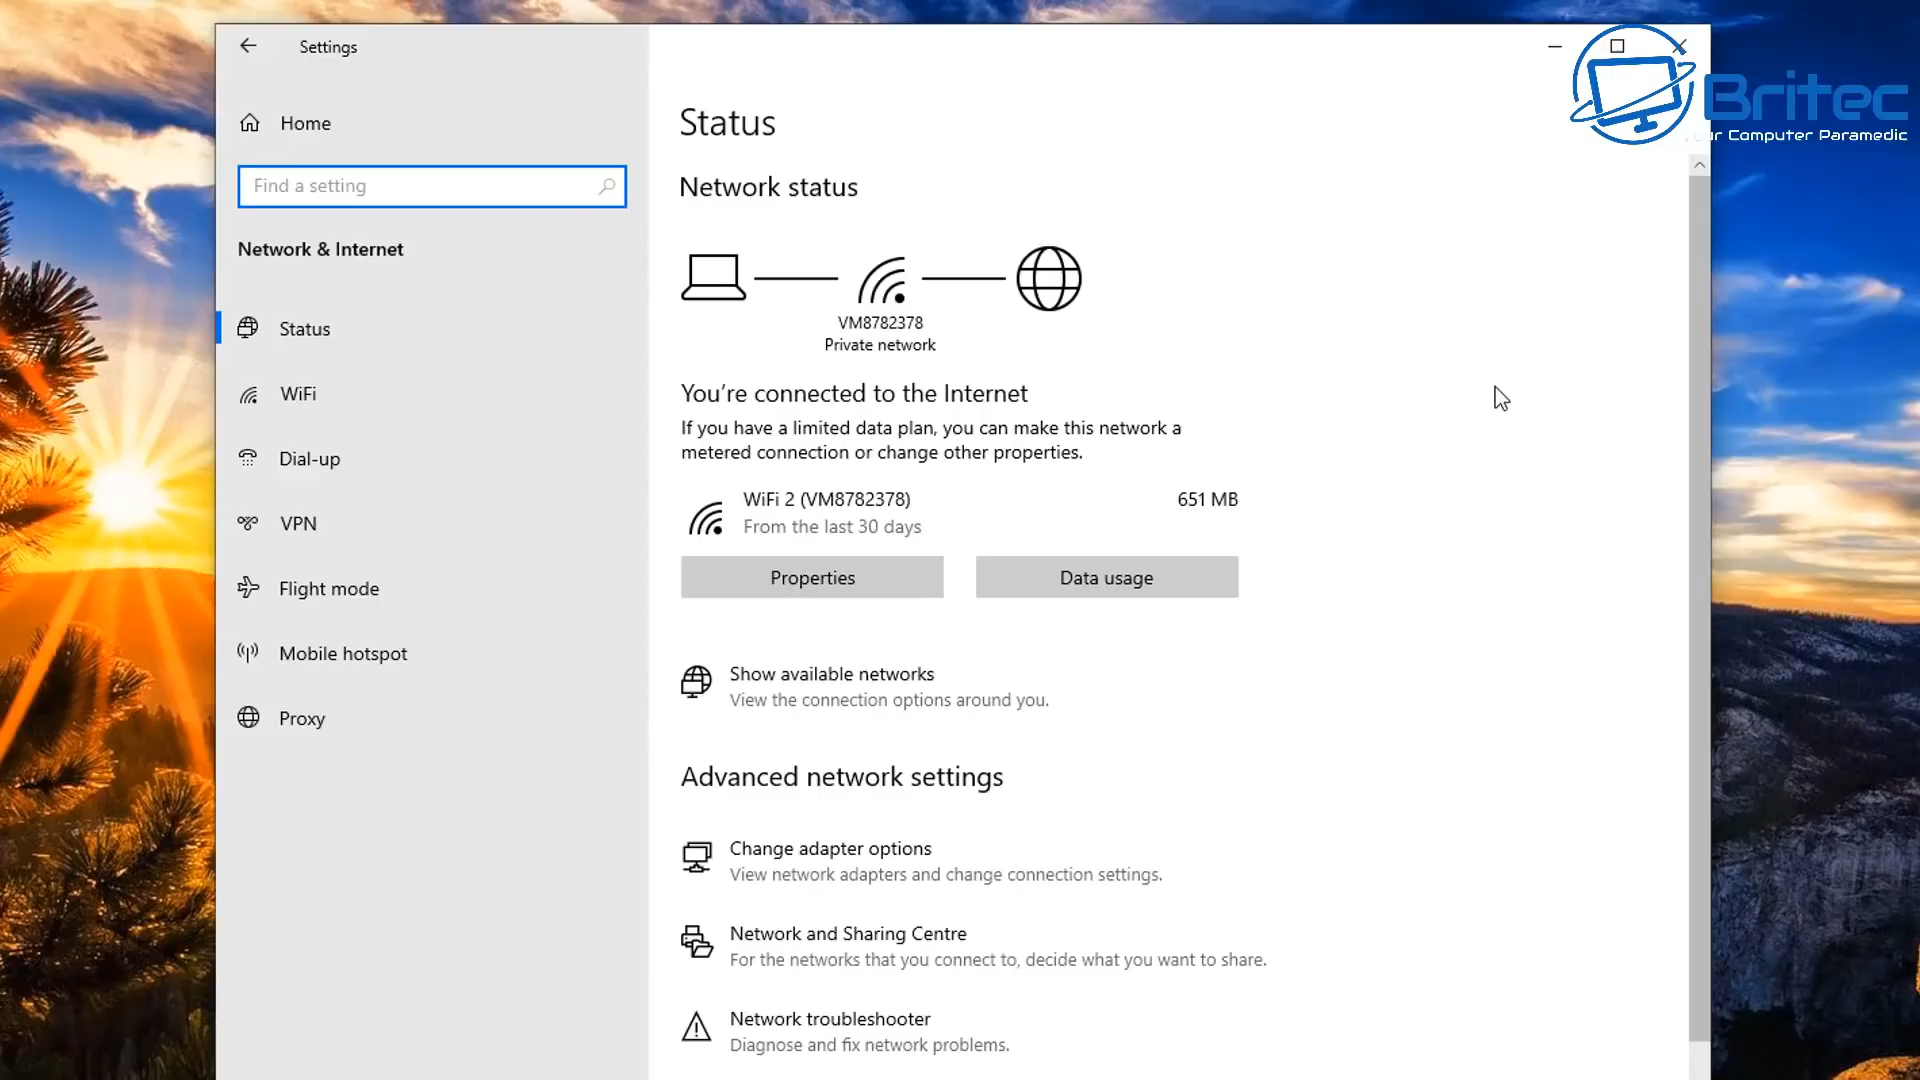 Settings
Home
Find a setting
Network & Internet
Status
WiFi
Dial-up
VPN
Flight mode
Mobile hotspot
Proxy
Status
Network status
VM8782378
Private network
You're connected to the Internet
If you have a limited data plan, you can make this network a
metered connection or change other properties.
WiFi 2 (VM8782378)
651 MB
From the last 30 days
Properties
Data usage
Show available networks
View the connection options around you.
Advanced network settings
Change adapter options
View network adapters and change connection settings.
Network and Sharing Centre
For the networks that you connect to, decide what you want to share.
Network troubleshooter
Diagnose and fix network problems.
Britec
Computer Paramedic